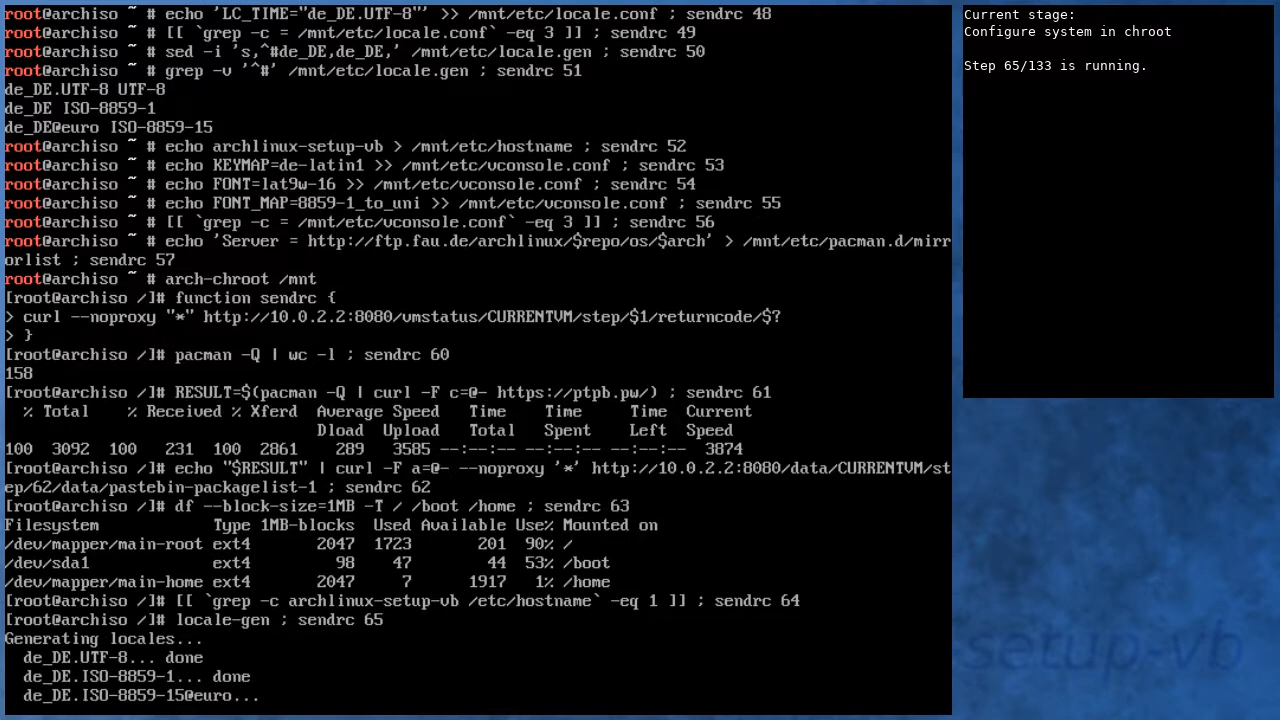 root@archiso ~ # echo 'LC_TIME="de_DE.UTF-8"' >> /mnt/etc/locale.conf ; sendrc 48
root@archiso ~ # [[ `grep -c = /mnt/etc/locale.conf` -eq 3 ]] ; sendrc 49
root@archiso ~ # sed -i 's,^#de_DE,de_DE,' /mnt/etc/locale.gen ; sendrc 50
root@archiso ~ # grep -v '^#' /mnt/etc/locale.gen ; sendrc 51
de_DE.UTF-8 UTF-8
de_DE ISO-8859-1
de_DE@euro ISO-8859-15
root@archiso ~ # echo archlinux-setup-vb > /mnt/etc/hostname ; sendrc 52
root@archiso ~ # echo KEYMAP=de-latin1 >> /mnt/etc/vconsole.conf ; sendrc 53
root@archiso ~ # echo FONT=lat9w-16 >> /mnt/etc/vconsole.conf ; sendrc 54
root@archiso ~ # echo FONT_MAP=8859-1_to_uni >> /mnt/etc/vconsole.conf ; sendrc 55
root@archiso ~ # [[ `grep -c = /mnt/etc/vconsole.conf` -eq 3 ]] ; sendrc 56
root@archiso ~ # echo 'Server = http://ftp.fau.de/archlinux/$repo/os/$arch' > /mnt/etc/pacman.d/mirr
orlist ; sendrc 57
root@archiso ~ # arch-chroot /mnt
[root@archiso /]# function sendrc {
> curl --noproxy "*" http://10.0.2.2:8080/vmstatus/CURRENTVM/step/$1/returncode/$?
> }
[root@archiso /]# pacman -Q | wc -l ; sendrc 60
158
[root@archiso /]# RESULT=$(pacman -Q | curl -F c=@- https://ptpb.pw/) ; sendrc 61
  % Total    % Received % Xferd  Average Speed   Time    Time     Time  Current
                                 Dload  Upload   Total   Spent    Left  Speed
100  3092  100   231  100  2861    289   3585 --:--:-- --:--:-- --:--:--  3874
[root@archiso /]# echo "$RESULT" | curl -F a=@- --noproxy '*' http://10.0.2.2:8080/data/CURRENTVM/st
ep/62/data/pastebin-packagelist-1 ; sendrc 62
[root@archiso /]# df --block-size=1MB -T / /boot /home ; sendrc 63
Filesystem            Type 1MB-blocks  Used Available Use% Mounted on
/dev/mapper/main-root ext4       2047  1723       201  90% /
/dev/sda1             ext4         98    47        44  53% /boot
/dev/mapper/main-home ext4       2047     7      1917   1% /home
[root@archiso /]# [[ `grep -c archlinux-setup-vb /etc/hostname` -eq 1 ]] ; sendrc 64
[root@archiso /]# locale-gen ; sendrc 65
Generating locales...
  de_DE.UTF-8... done
  de_DE.ISO-8859-1... done
  de_DE.ISO-8859-15@euro...
Current stage:
Configure system in chroot
Step 65/133 is running.
-setup-vb